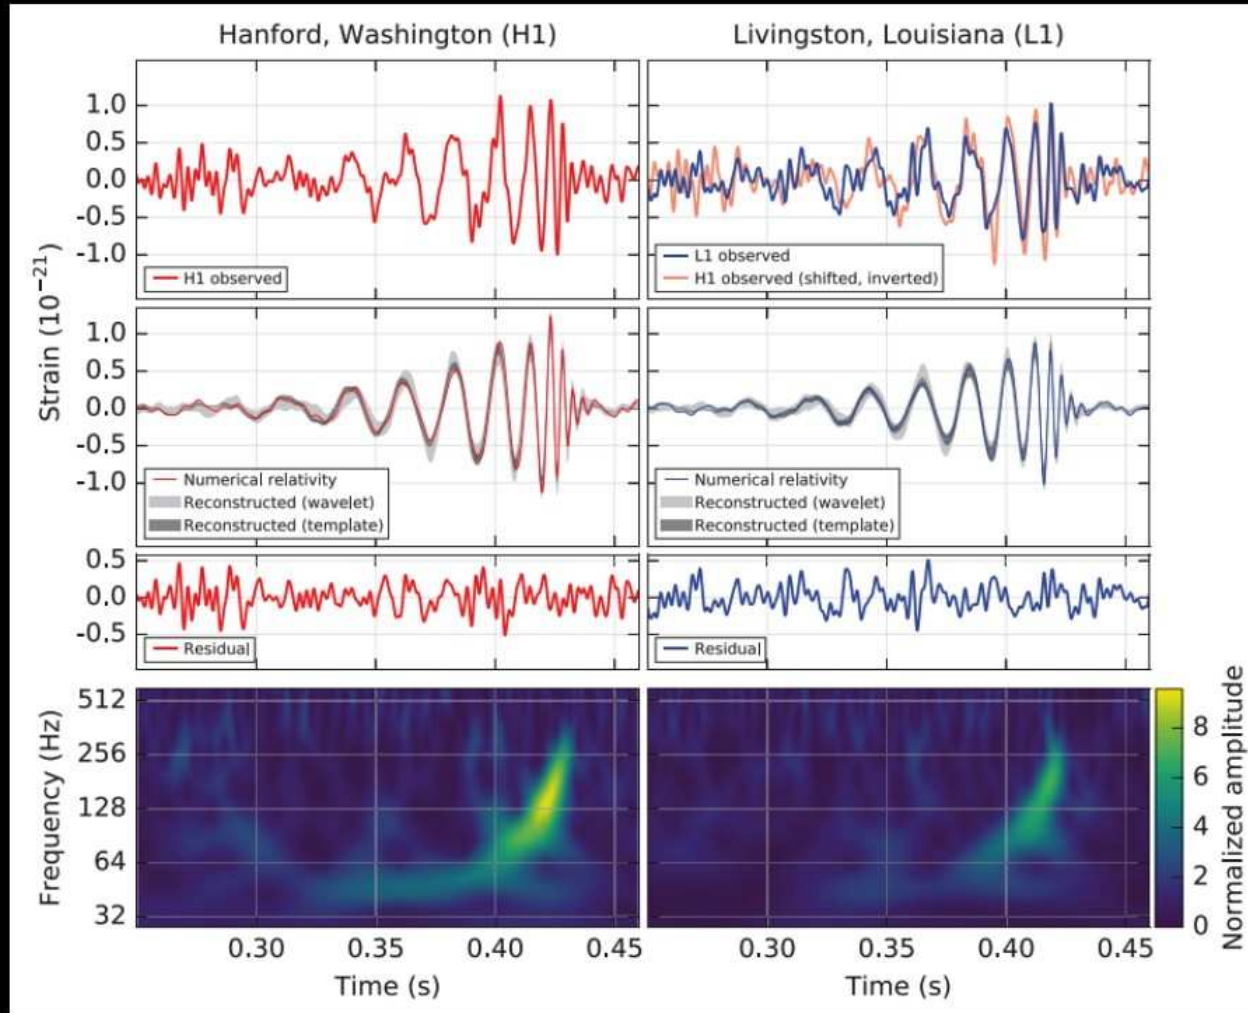 Hanford, Washington (H1)
Livingston, Louisiana (L1)
Strain (10⁻²¹)
1.0
0.5
0.0
-0.5
-1.0
H1 observed
L1 observed
H1 observed (shifted, inverted)
1.0
0.5
0.0
-0.5
-1.0
Numerical relativity
Reconstructed (wavelet)
Reconstructed (template)
Numerical relativity
Reconstructed (wavelet)
Reconstructed (template)
0.5
0.0
-0.5
Residual
Residual
Frequency (Hz)
512
256
128
64
32
Normalized amplitude
8
6
4
2
0
0.30 0.35 0.40 0.45
0.30 0.35 0.40 0.45
Time (s)
Time (s)